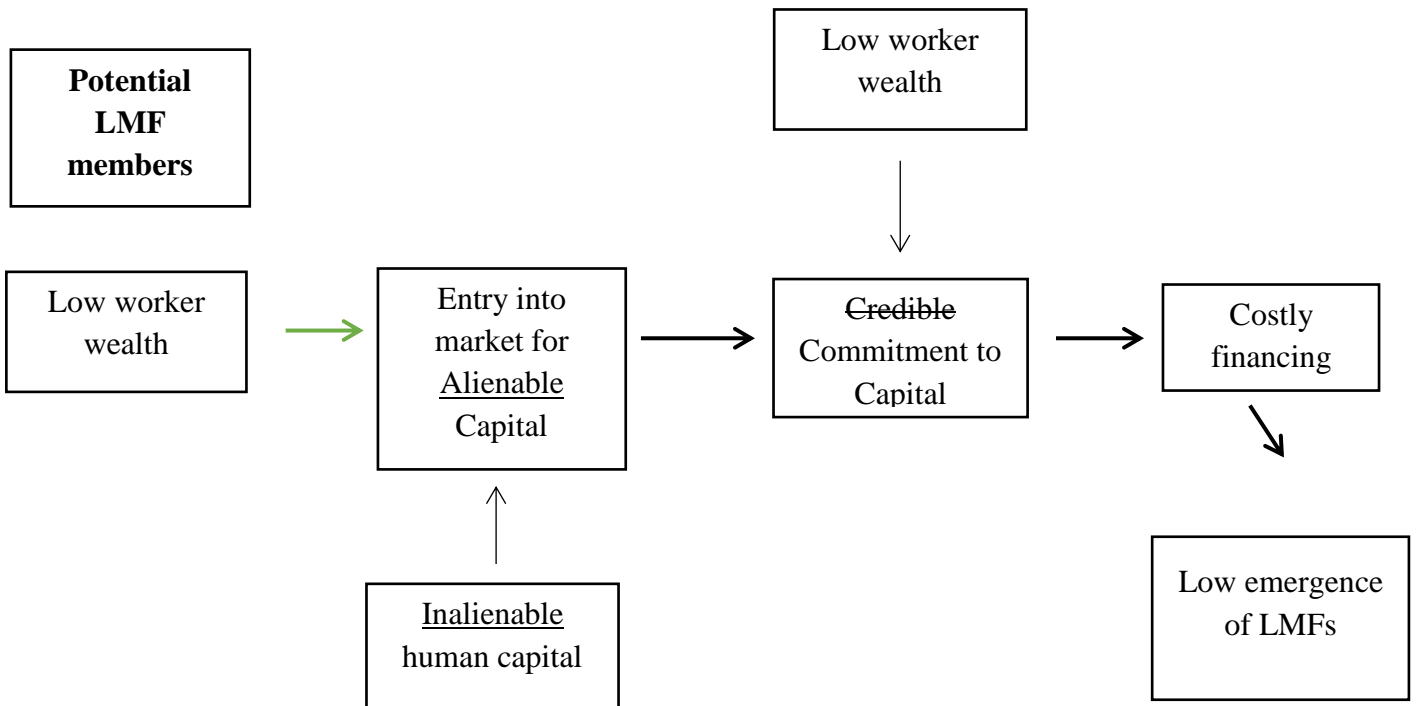 Potential
LMF
members
Low worker
wealth
Low worker
wealth
Entry into
market for
Alienable
Capital
Credible
Commitment to
Capital
Costly
financing
Inalienable
human capital
Low emergence
of LMFs